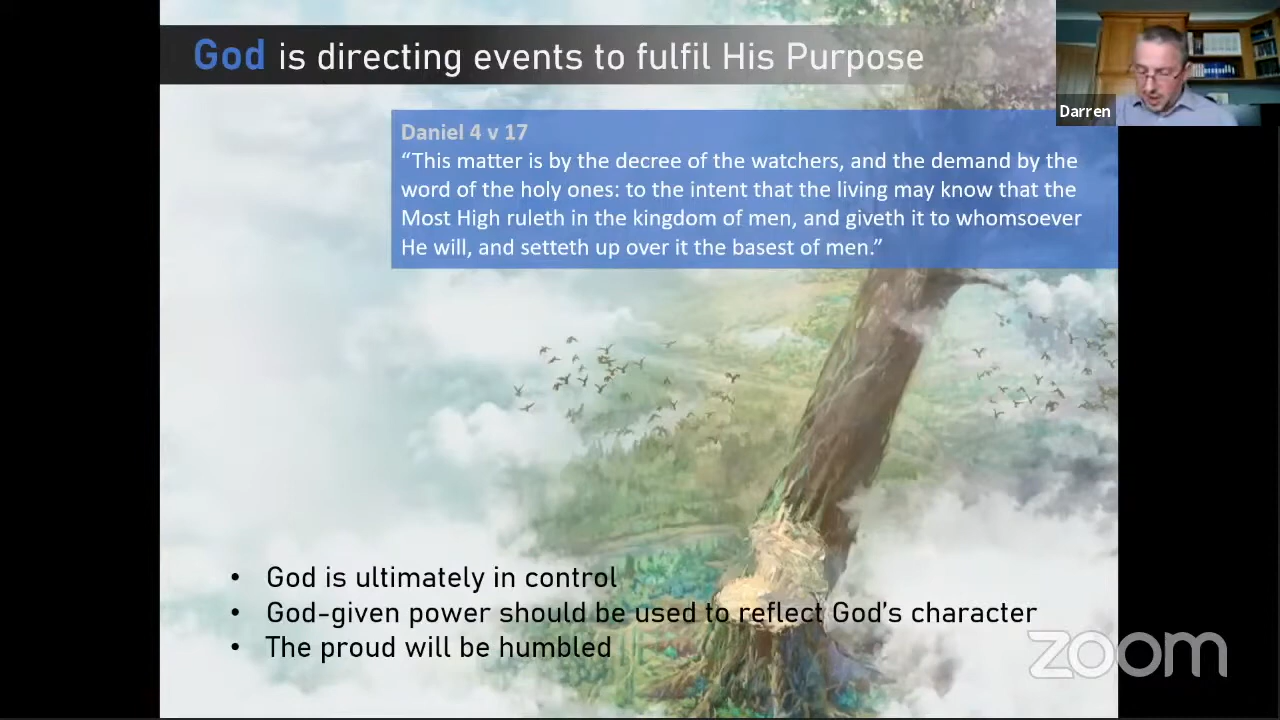 God is directing events to fulfil His Purpose
Darren
Daniel 4 v 17
“This matter is by the decree of the watchers, and the demand by the
word of the holy ones: to the intent that the living may know that the
Most High ruleth in the kingdom of men, and giveth it to whomsoever
He will, and setteth up over it the basest of men.”
• God is ultimately in control
• God-given power should be used to reflect God’s character
• The proud will be humbled
zoom